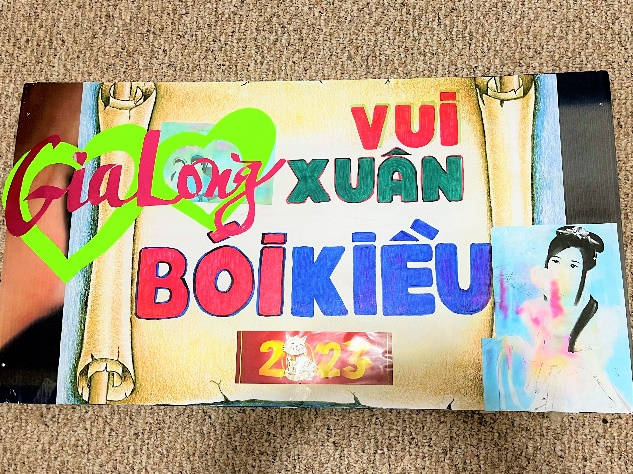 Gia Long
VUI
XUÂN
BÓI KIỀU
2023